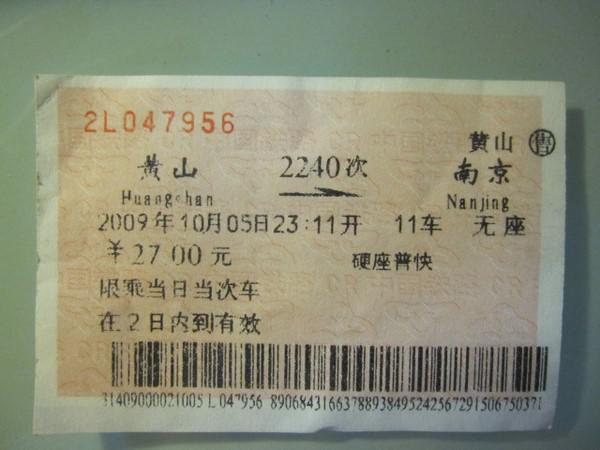 2L047956
黄山 售
黄山 2240次 南京
Huangshan Nanjing
2009年10月05日23:11开 11车 无座
￥27.00元 硬座普快
限乘当日当次车
在2日内到有效
31409000021005L047956 89068431663788938495242567291506750371